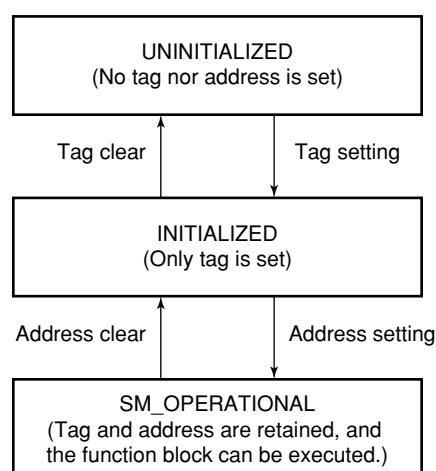 UNINITIALIZED
(No tag nor address is set)
Tag clear
Tag setting
INITIALIZED
(Only tag is set)
Address clear
Address setting
SM_OPERATIONAL
(Tag and address are retained, and
the function block can be executed.)